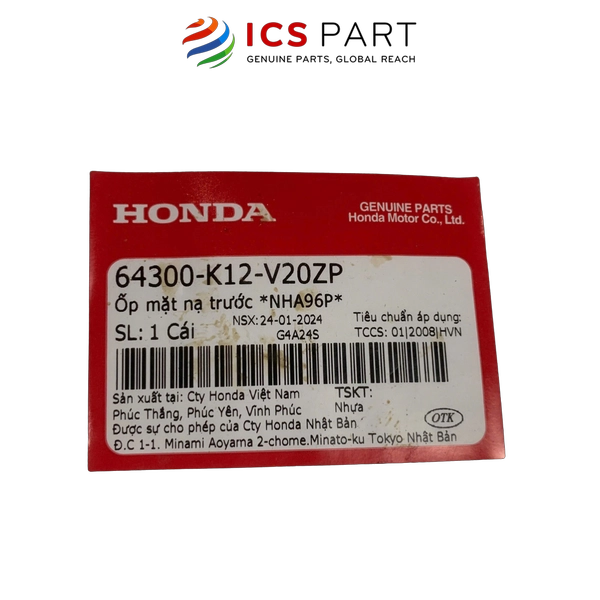 ICS PART
GENUINE PARTS, GLOBAL REACH
HONDA
GENUINE PARTS
Honda Motor Co., Ltd.
64300-K12-V20ZP
Ốp mặt nạ trước *NHA96P*
NSX:24-01-2024
Tiêu chuẩn áp dụng:
SL: 1 Cái
G4A24S
TCCS: 01|2008|HVN
Sản xuất tại: Cty Honda Việt Nam
TSKT:
Phúc Thắng, Phúc Yên, Vĩnh Phúc
Nhựa
Được sự cho phép của Cty Honda Nhật Bản
OTK
Đ.C 1-1. Minami Aoyama 2-chome.Minato-ku Tokyo Nhật Bản